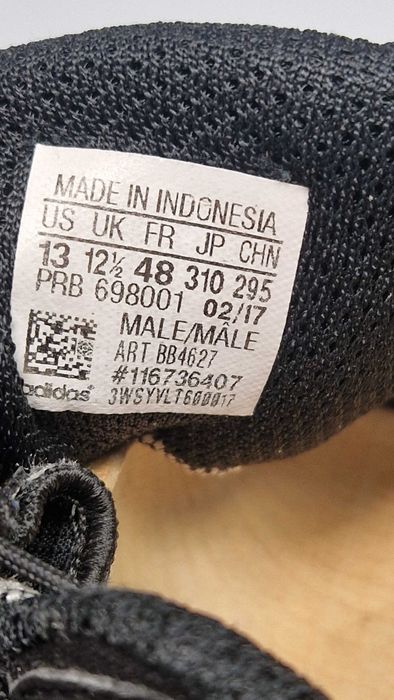 MADE IN INDONESIA
US UK FR JP CHN
13 12½ 48 310 295
PRB 698001 02/17
MALE/MÂLE
ART BB4627
#116736407
adidas® 3WSYVLT600017